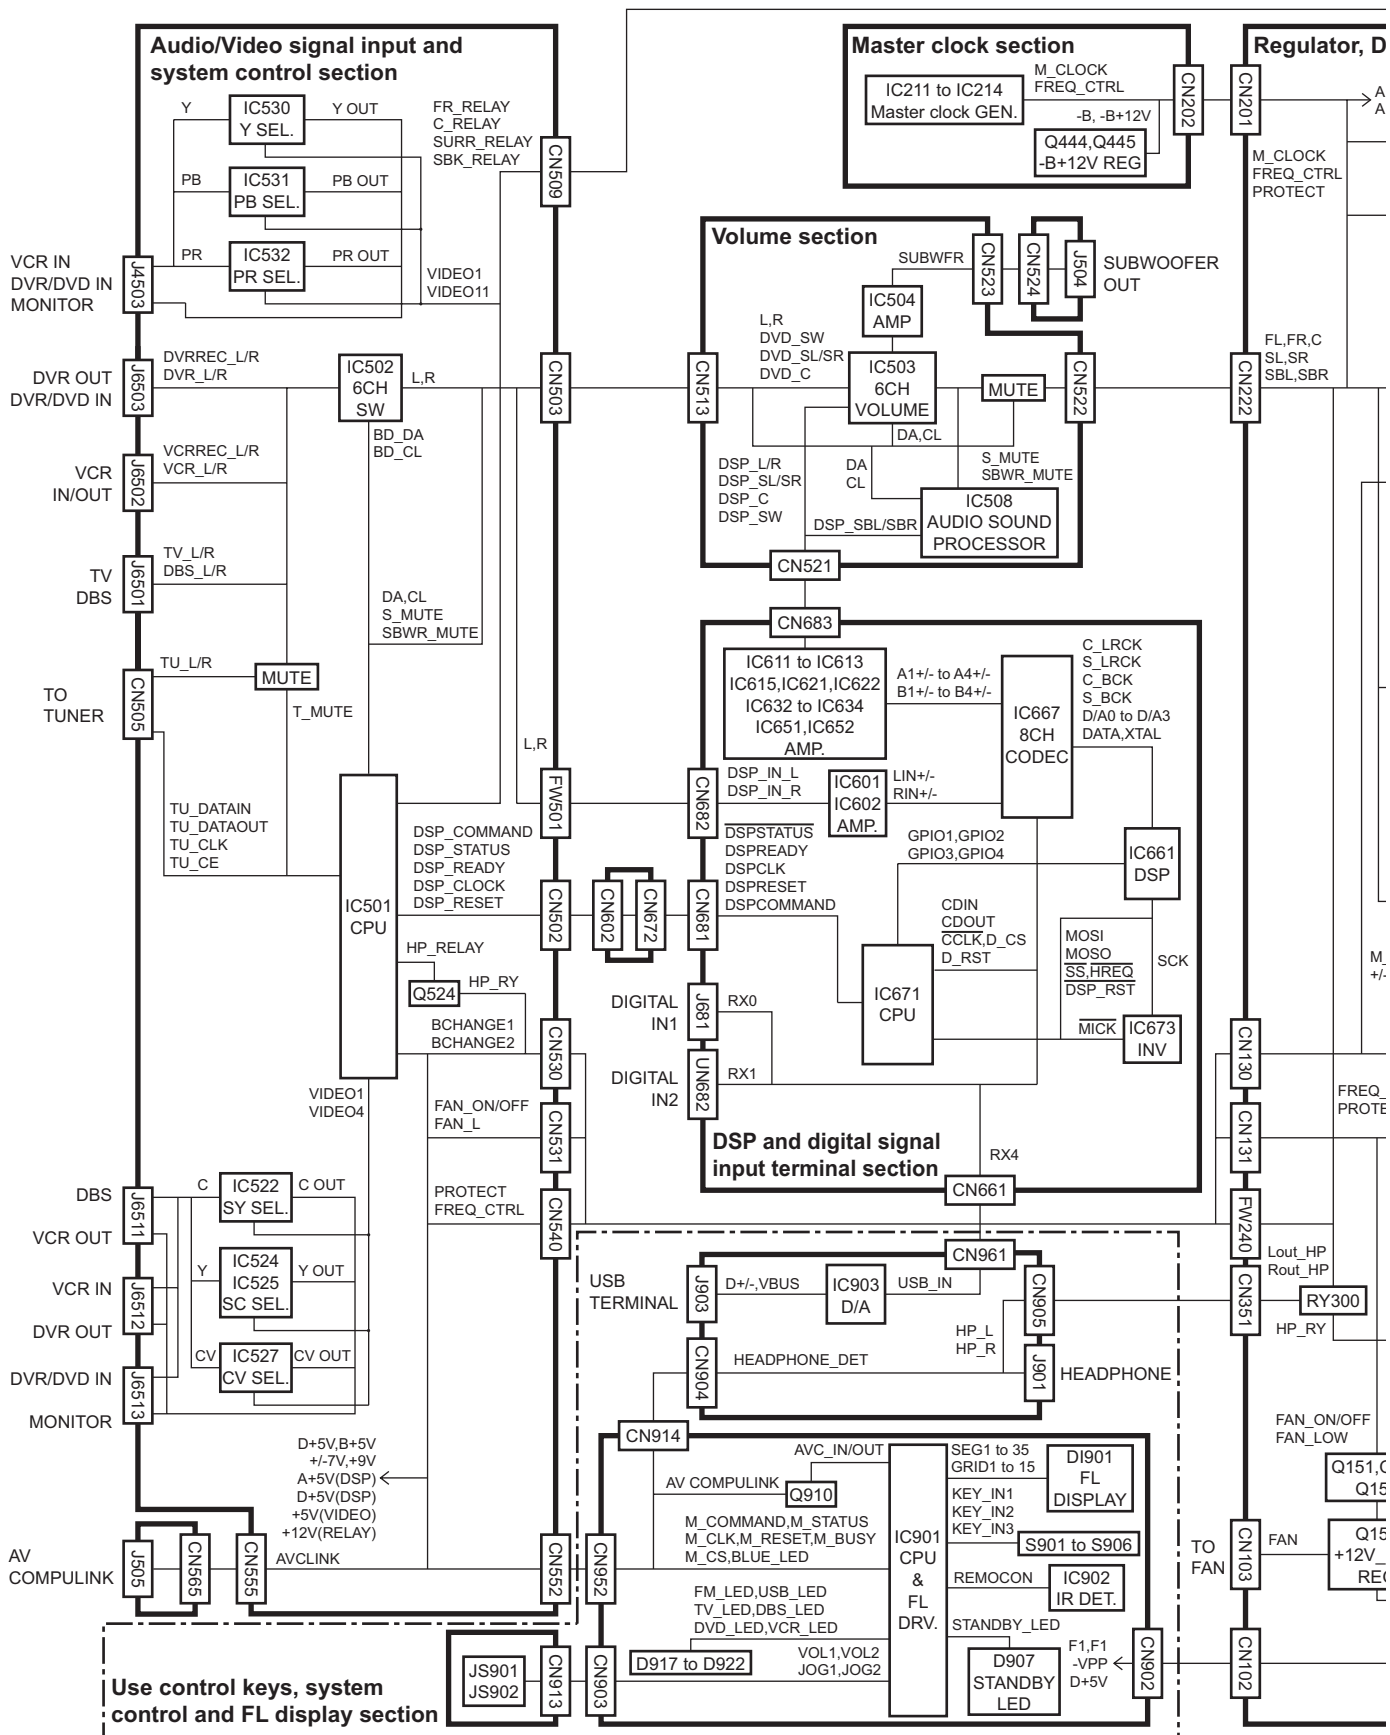 Audio/Video signal input and
system control section
Y
IC530
Y SEL.
Y OUT
PB
IC531
PB SEL.
PB OUT
PR
IC532
PR SEL.
PR OUT
FR_RELAY
C_RELAY
SURR_RELAY
SBK_RELAY
CN509
VIDEO1
VIDEO11
VCR IN
DVR/DVD IN
MONITOR
J4503
DVR OUT
DVR/DVD IN
J6503
DVRREC_L/R
DVR_L/R
IC502
6CH
SW
L,R
CN503
BD_DA
BD_CL
VCR
IN/OUT
J6502
VCRREC_L/R
VCR_L/R
TV
DBS
J6501
TV_L/R
DBS_L/R
DA,CL
S_MUTE
SBWR_MUTE
TO
TUNER
CN505
TU_L/R
MUTE
T_MUTE
L,R
FW501
TU_DATAIN
TU_DATAOUT
TU_CLK
TU_CE
IC501
CPU
DSP_COMMAND
DSP_STATUS
DSP_READY
DSP_CLOCK
DSP_RESET
CN502
CN602
CN672
HP_RELAY
Q524
HP_RY
BCHANGE1
BCHANGE2
CN530
VIDEO1
VIDEO4
FAN_ON/OFF
FAN_L
CN531
PROTECT
FREQ_CTRL
CN540
DBS
VCR OUT
J6511
VCR IN
DVR OUT
J6512
DVR/DVD IN
MONITOR
J6513
C
IC522
SY SEL.
C OUT
Y
IC524
IC525
SC SEL.
Y OUT
CV
IC527
CV SEL.
CV OUT
D+5V,B+5V
+/-7V,+9V
A+5V(DSP)
D+5V(DSP)
+5V(VIDEO)
+12V(RELAY)
AV
COMPULINK
J505
CN565
CN555
AVCLINK
CN552
Master clock section
IC211 to IC214
Master clock GEN.
M_CLOCK
FREQ_CTRL
-B, -B+12V
Q444,Q445
-B+12V REG
CN202
CN201
Regulator, D
A
A
M_CLOCK
FREQ_CTRL
PROTECT
Volume section
SUBWFR
CN523
CN524
J504
SUBWOOFER
OUT
IC504
AMP
L,R
DVD_SW
DVD_SL/SR
DVD_C
IC503
6CH
VOLUME
MUTE
CN513
CN522
FL,FR,C
SL,SR
SBL,SBR
CN222
DA,CL
DSP_L/R
DSP_SL/SR
DSP_C
DSP_SW
DA
CL
S_MUTE
SBWR_MUTE
IC508
AUDIO SOUND
PROCESSOR
DSP_SBL/SBR
CN521
CN683
IC611 to IC613
IC615,IC621,IC622
IC632 to IC634
IC651,IC652
AMP.
A1+/- to A4+/-
B1+/- to B4+/-
IC667
8CH
CODEC
C_LRCK
S_LRCK
C_BCK
S_BCK
D/A0 to D/A3
DATA,XTAL
CN682
DSP_IN_L
DSP_IN_R
IC601
IC602
AMP.
LIN+/-
RIN+/-
DSPSTATUS
DSPREADY
DSPCLK
DSPRESET
DSPCOMMAND
CN681
GPIO1,GPIO2
GPIO3,GPIO4
IC661
DSP
CDIN
CDOUT
CCLK,D_CS
D_RST
MOSI
MOSO
SS,HREQ
DSP_RST
SCK
IC671
CPU
MICK
IC673
INV
DIGITAL
IN1
J681
RX0
DIGITAL
IN2
UN682
RX1
DSP and digital signal
input terminal section
RX4
CN661
CN961
M_
+/-
CN130
FREQ_
PROTE
CN131
FW240
USB
TERMINAL
J903
D+/-,VBUS
IC903
D/A
USB_IN
CN905
CN351
Lout_HP
Rout_HP
RY300
HP_RY
HP_L
HP_R
CN904
HEADPHONE_DET
J901
HEADPHONE
CN914
FAN_ON/OFF
FAN_LOW
Q15
AVC_IN/OUT
AV COMPULINK
Q910
M_COMMAND,M_STATUS
M_CLK,M_RESET,M_BUSY
M_CS,BLUE_LED
CN952
IC901
CPU
&
FL
DRV.
SEG1 to 35
GRID1 to 15
DI901
FL
DISPLAY
KEY_IN1
KEY_IN2
KEY_IN3
S901 to S906
REMOCON
IC902
IR DET.
STANDBY_LED
D907
STANDBY
LED
FM_LED,USB_LED
TV_LED,DBS_LED
DVD_LED,VCR_LED
D917 to D922
VOL1,VOL2
JOG1,JOG2
F1,F1
-VPP
D+5V
CN902
CN102
TO
FAN
CN103
FAN
Q15
+12V_
JS901
JS902
CN913
CN903
Use control keys, system
control and FL display section